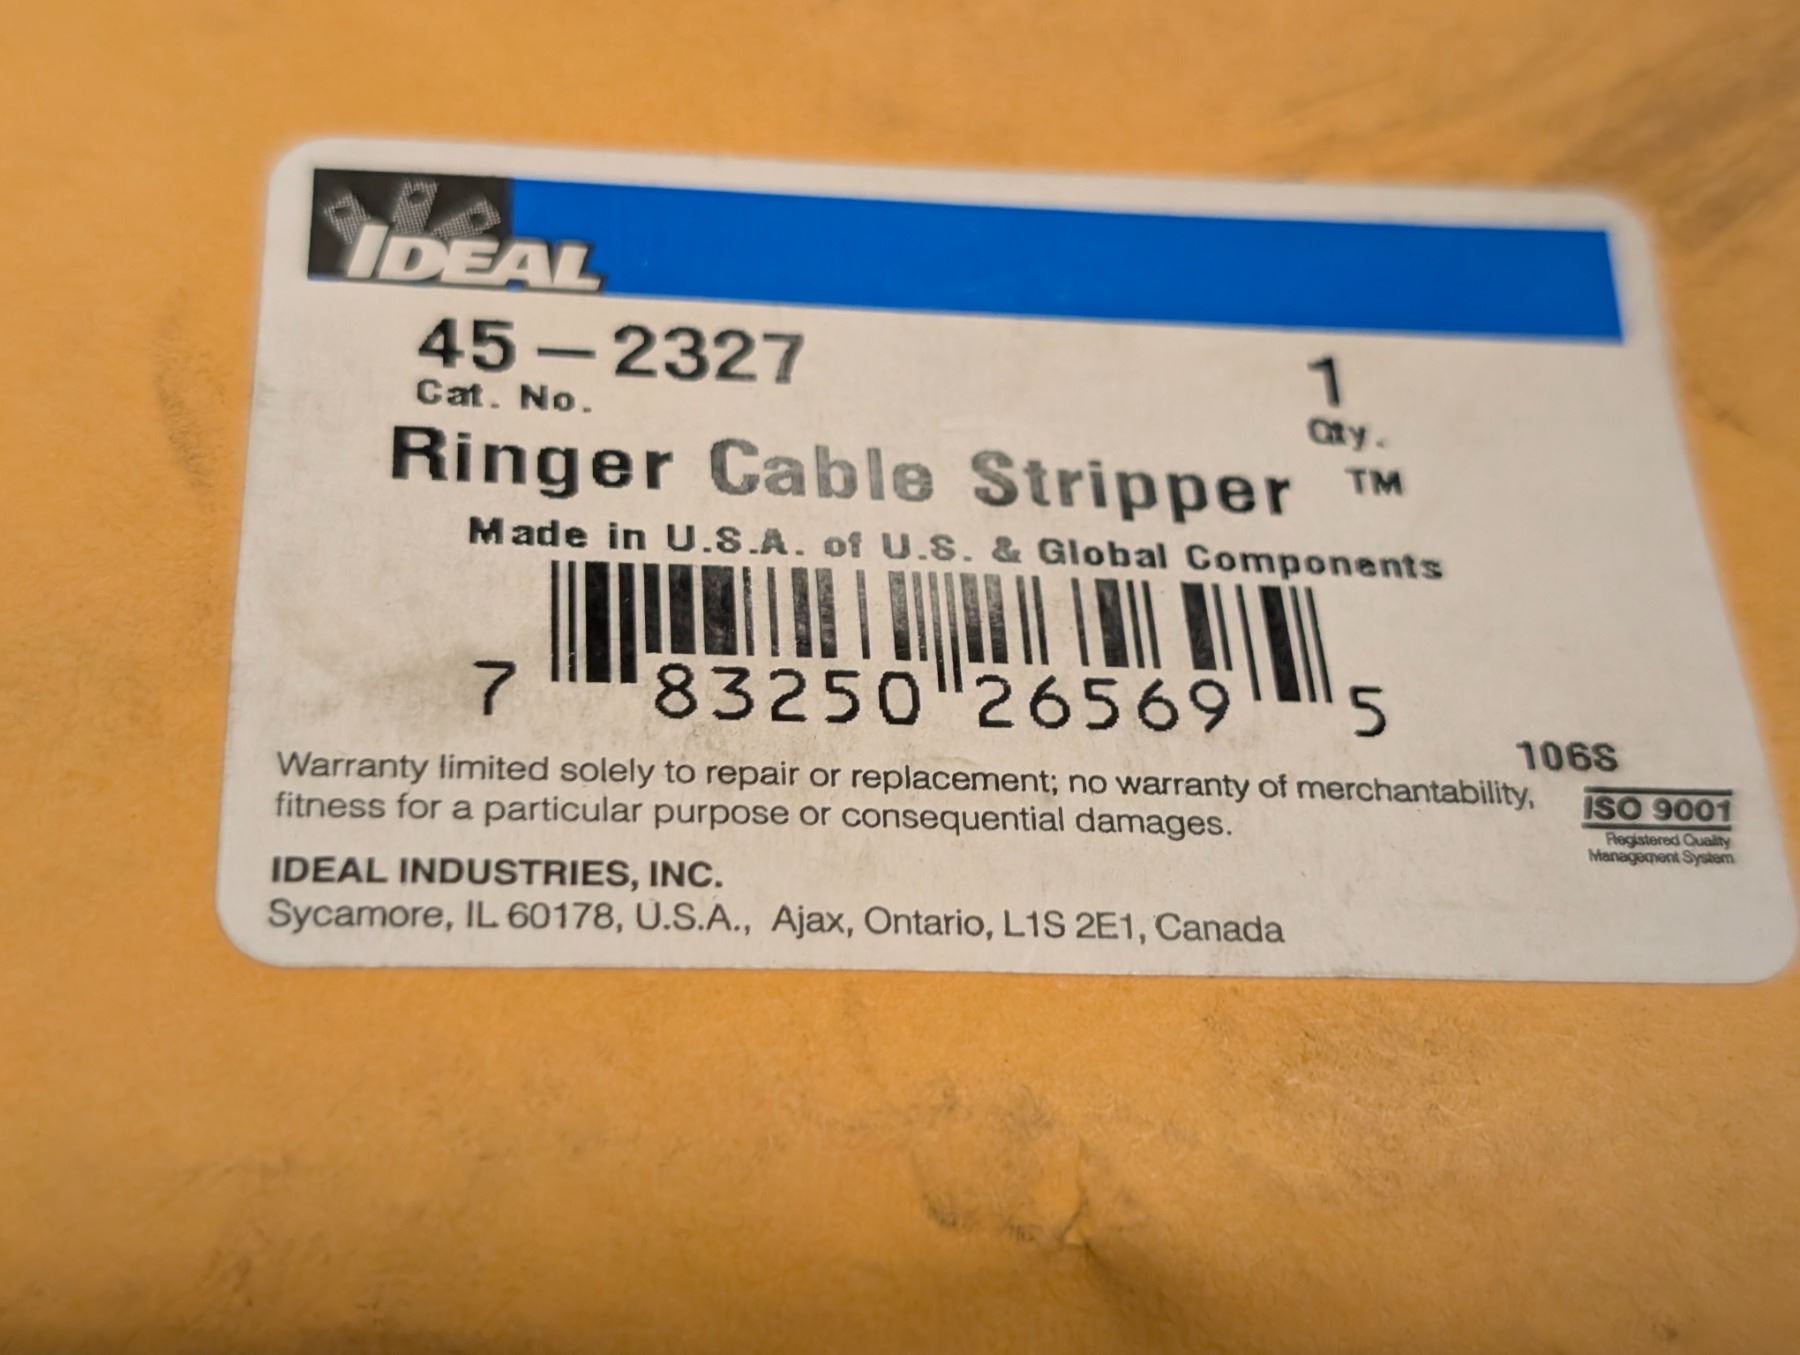 IDEAL
45-2327
Cat. No.
1
Qty.
Ringer Cable Stripper ™
Made in U.S.A. of U.S. & Global Components
7 83250 26569 5
106S
Warranty limited solely to repair or replacement; no warranty of merchantability,
fitness for a particular purpose or consequential damages.
ISO 9001
Registered Quality
Management System
IDEAL INDUSTRIES, INC.
Sycamore, IL 60178, U.S.A., Ajax, Ontario, L1S 2E1, Canada